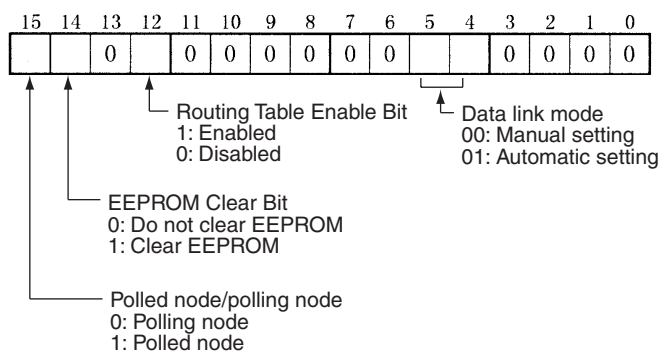 15 14 13 12 11 10 9 8 7 6 5 4 3 2 1 0
0 0 0 0 0 0 0 0 0 0 0
Routing Table Enable Bit
1: Enabled
0: Disabled
Data link mode
00: Manual setting
01: Automatic setting
EEPROM Clear Bit
0: Do not clear EEPROM
1: Clear EEPROM
Polled node/polling node
0: Polling node
1: Polled node